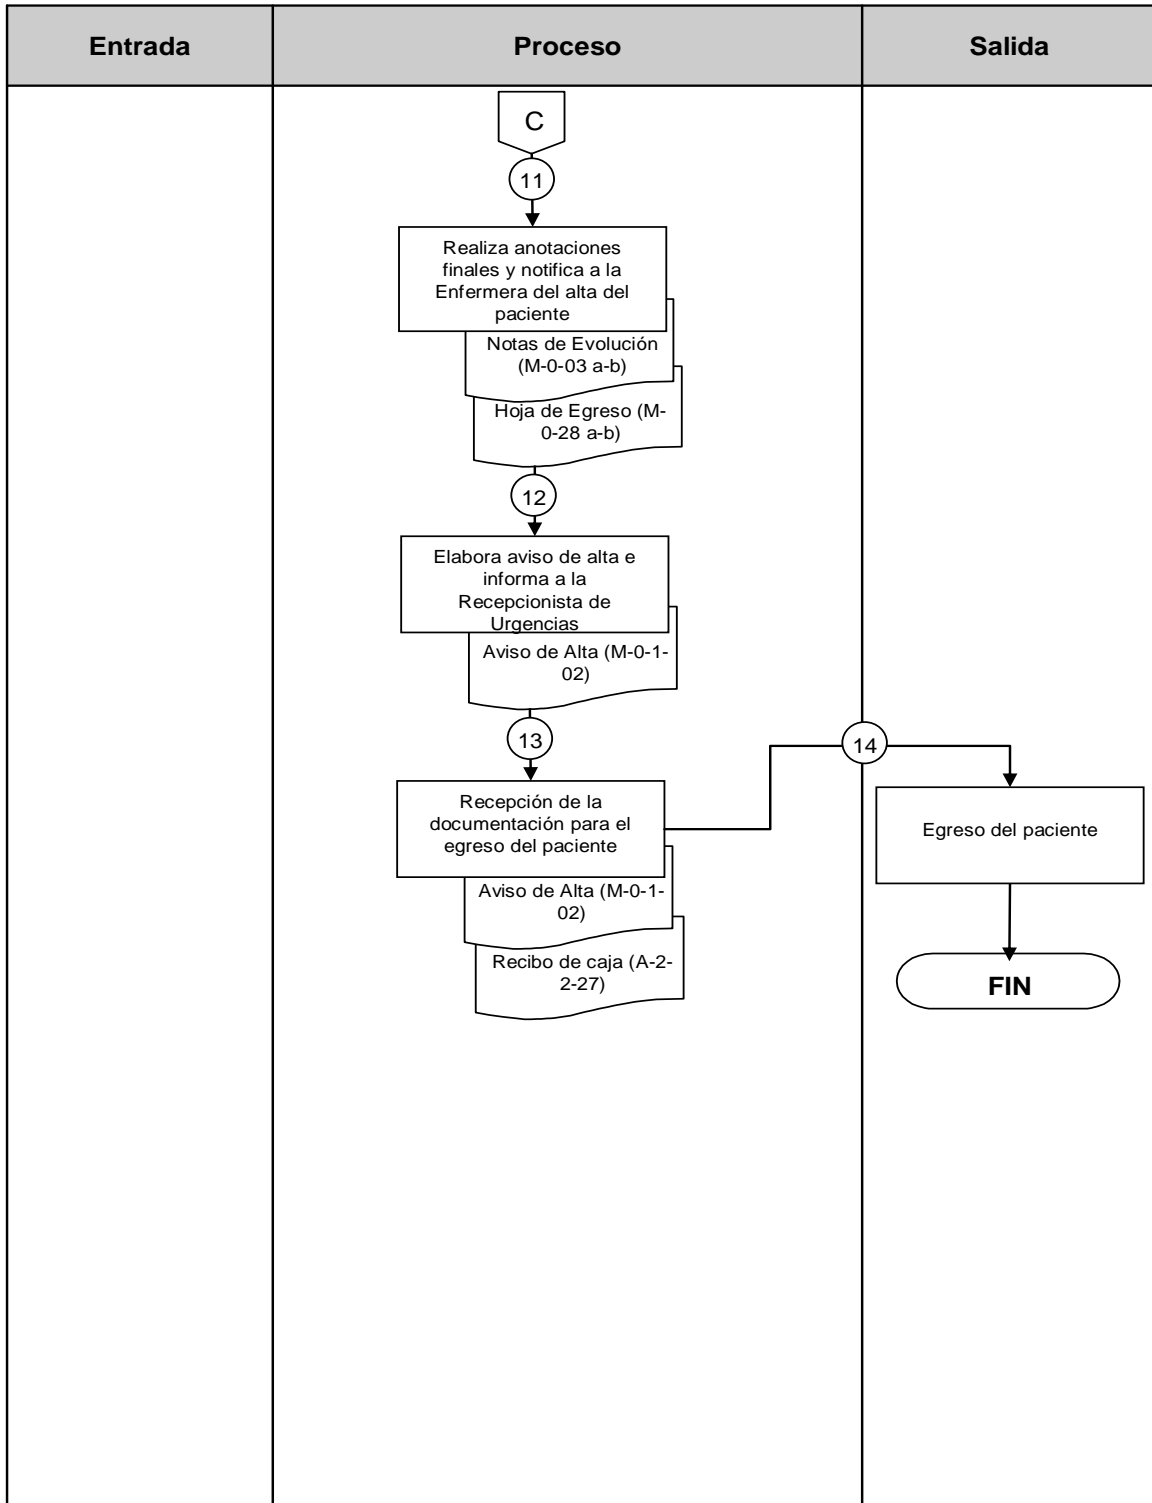 Entrada
Proceso
Salida
C
11
Realiza anotaciones
finales y notifica a la
Enfermera del alta del
paciente
Notas de Evolución
(M-0-03 a-b)
Hoja de Egreso (M-
0-28 a-b)
12
Elabora aviso de alta e
informa a la
Recepcionista de
Urgencias
Aviso de Alta (M-0-1-
02)
13
14
Recepción de la
documentación para el
egreso del paciente
Egreso del paciente
Aviso de Alta (M-0-1-
02)
Recibo de caja (A-2-
2-27)
FIN